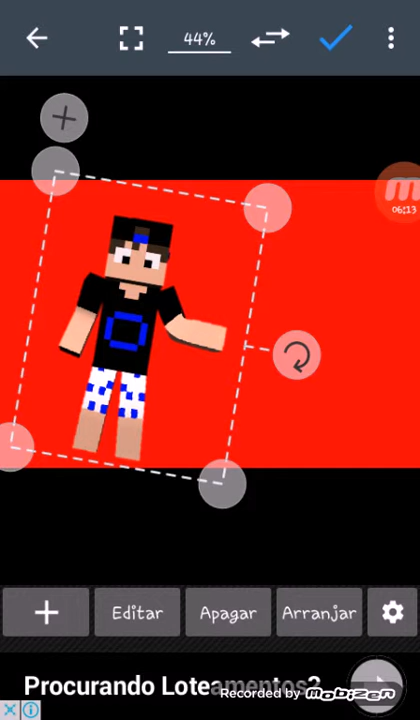 44%
06:13
Editar
Apagar
Arranjar
Procurando Loteamentos?
Recorded by mobizen